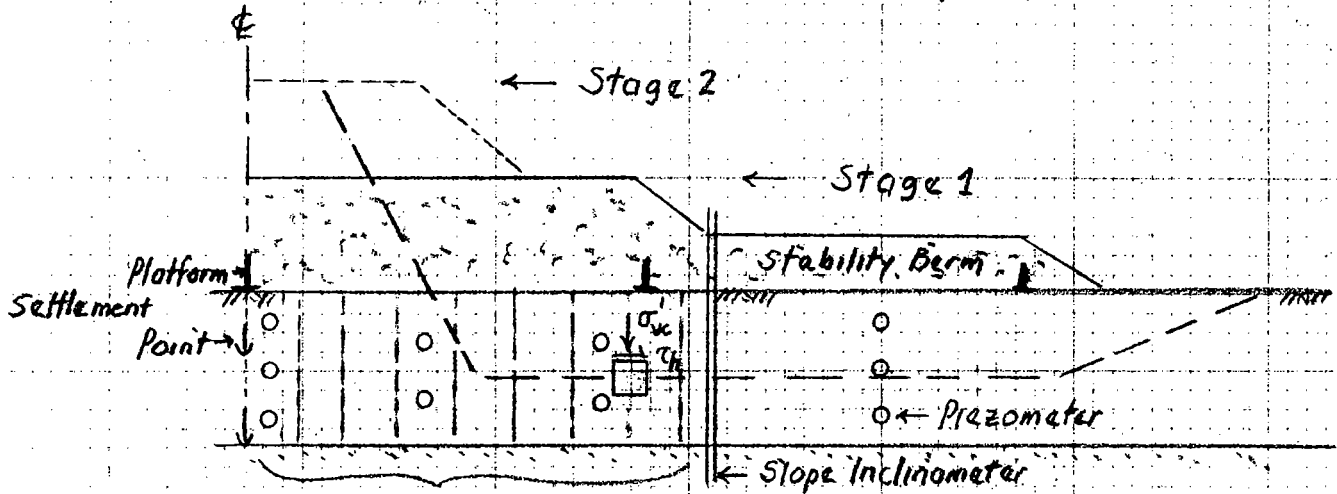 ℄
← Stage 2
← Stage 1
Platform→
Settlement
Point→
Stability Berm
σvc
τh
←Piezometer
← Slope Inclinometer